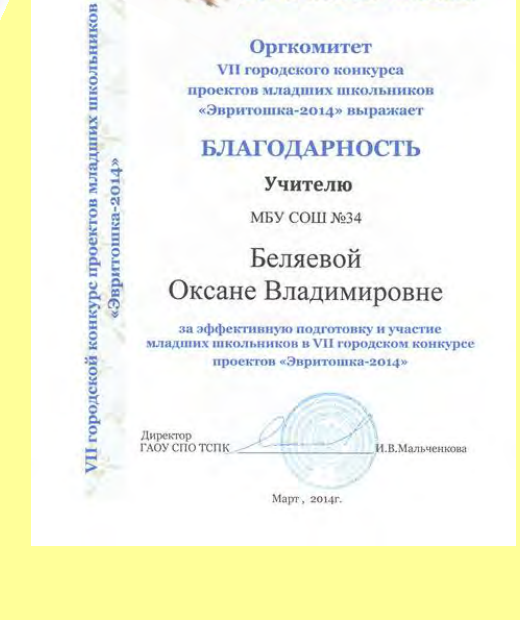 VII городской конкурс проектов младших школьников
«Эвритошка-2014»
Оргкомитет
VII городского конкурса
проектов младших школьников
«Эвритошка-2014» выражает
БЛАГОДАРНОСТЬ
Учителю
МБУ СОШ №34
Беляевой
Оксане Владимировне
за эффективную подготовку и участие
младших школьников в VII городском конкурсе
проектов «Эвритошка-2014»
Директор
ГАОУ СПО ТСПК
И.В.Мальченкова
Март , 2014г.